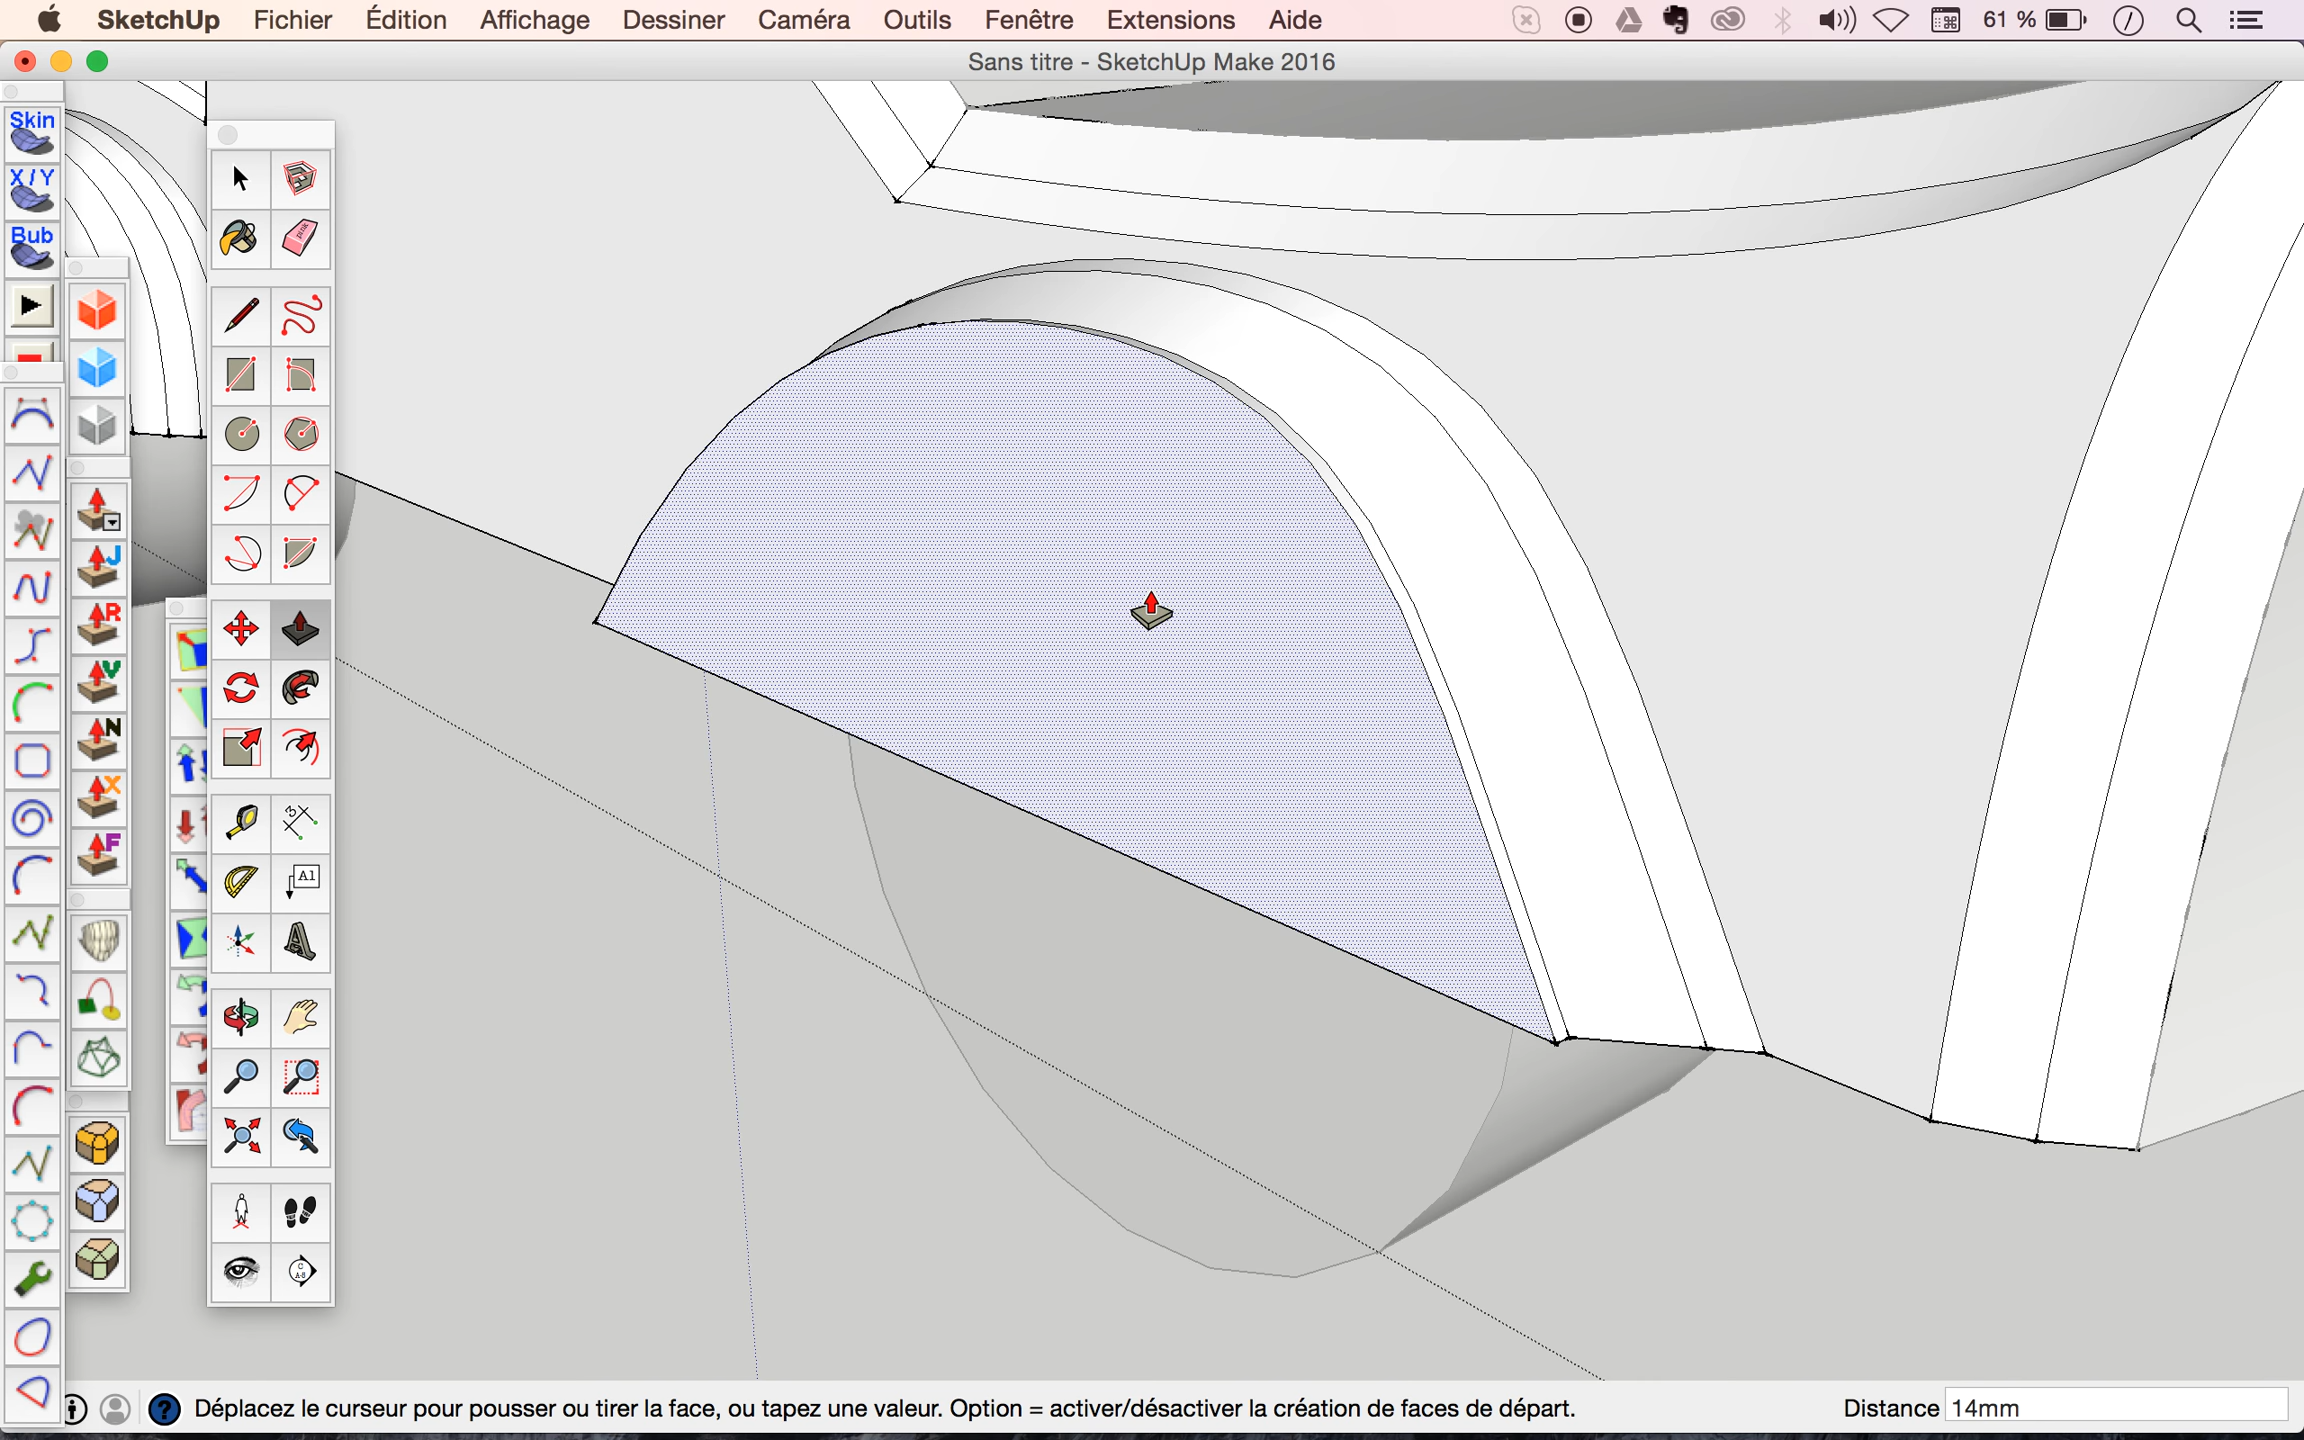 SketchUp Fichier Édition Affichage Dessiner Caméra Outils Fenêtre Extensions Aide 61 %
Sans titre - SketchUp Make 2016
Skin
X/Y
Bub
J
R
V
N
X
F
3
A1
A
C
A-B
Déplacez le curseur pour pousser ou tirer la face, ou tapez une valeur. Option = activer/désactiver la création de faces de départ. Distance 14mm